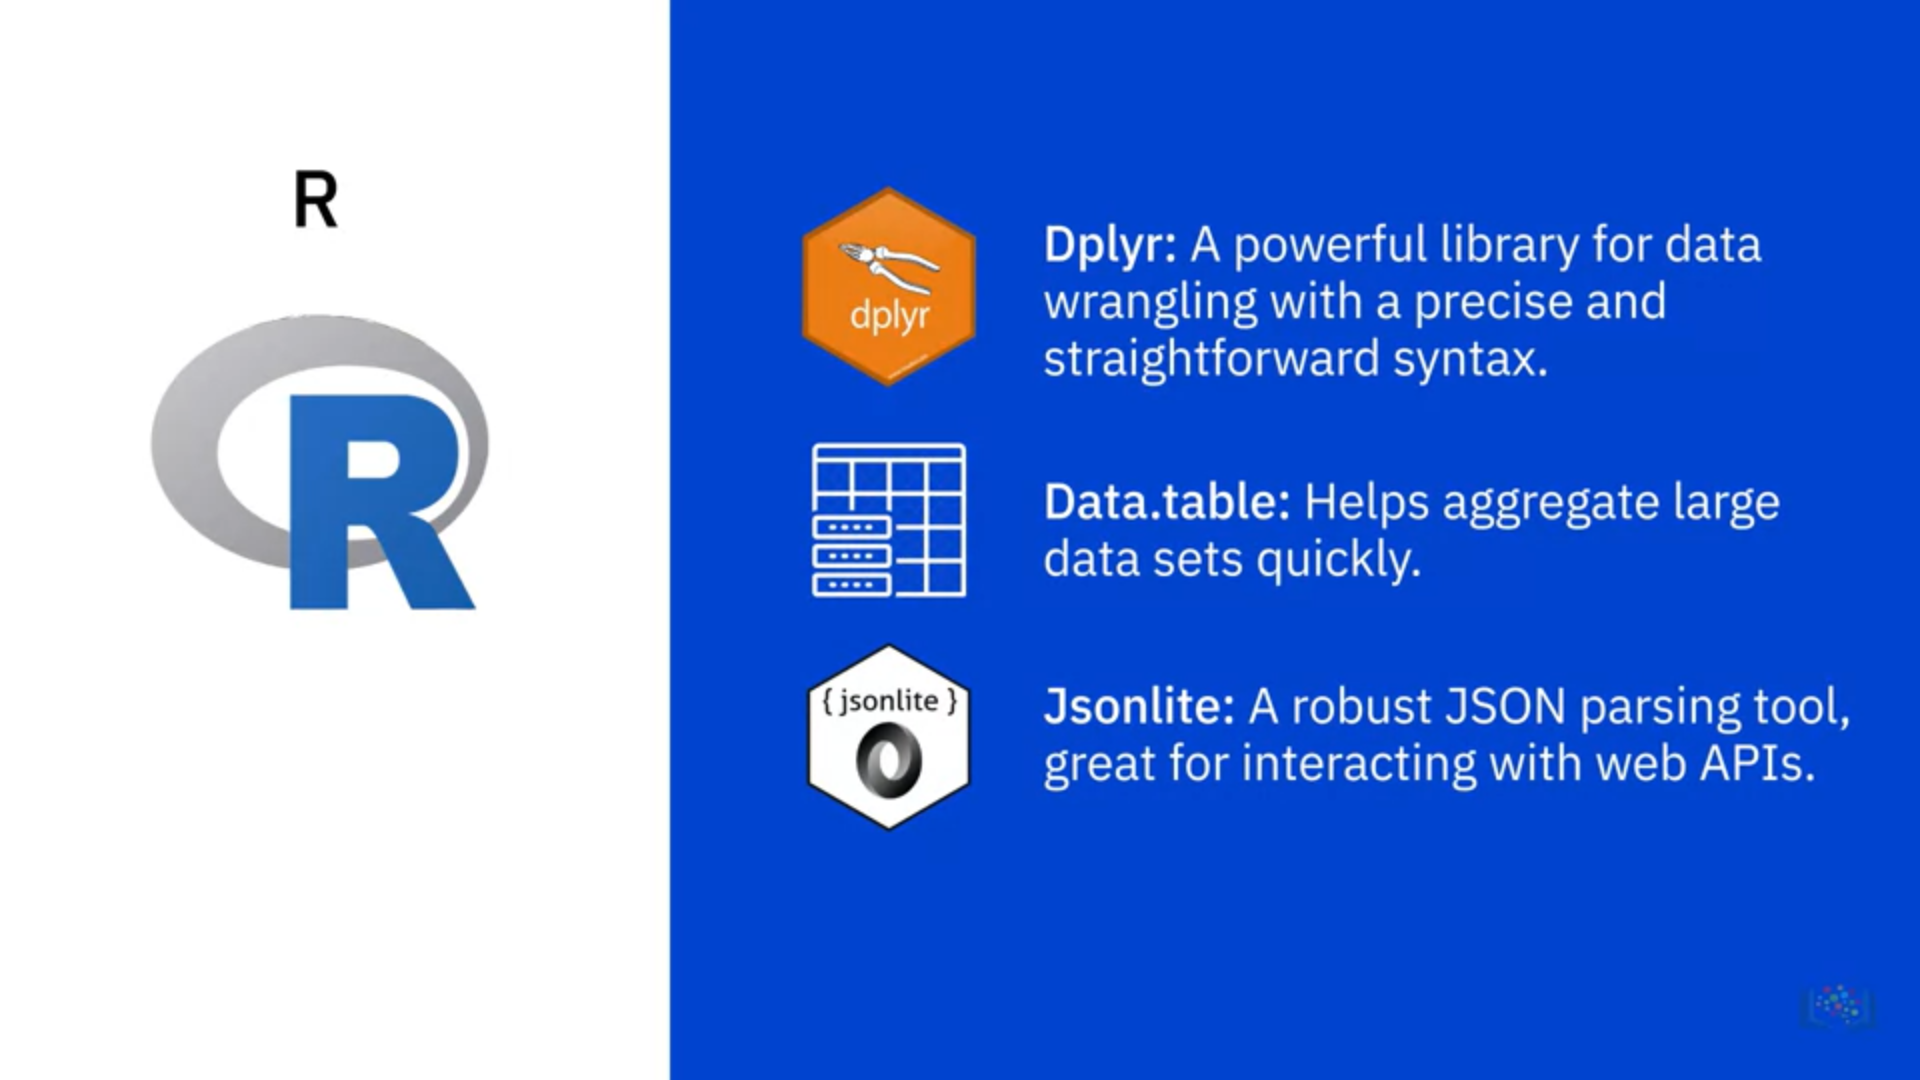 R
R
dplyr
Dplyr: A powerful library for data
wrangling with a precise and
straightforward syntax.
Data.table: Helps aggregate large
data sets quickly.
{ jsonlite }
Jsonlite: A robust JSON parsing tool,
great for interacting with web APIs.